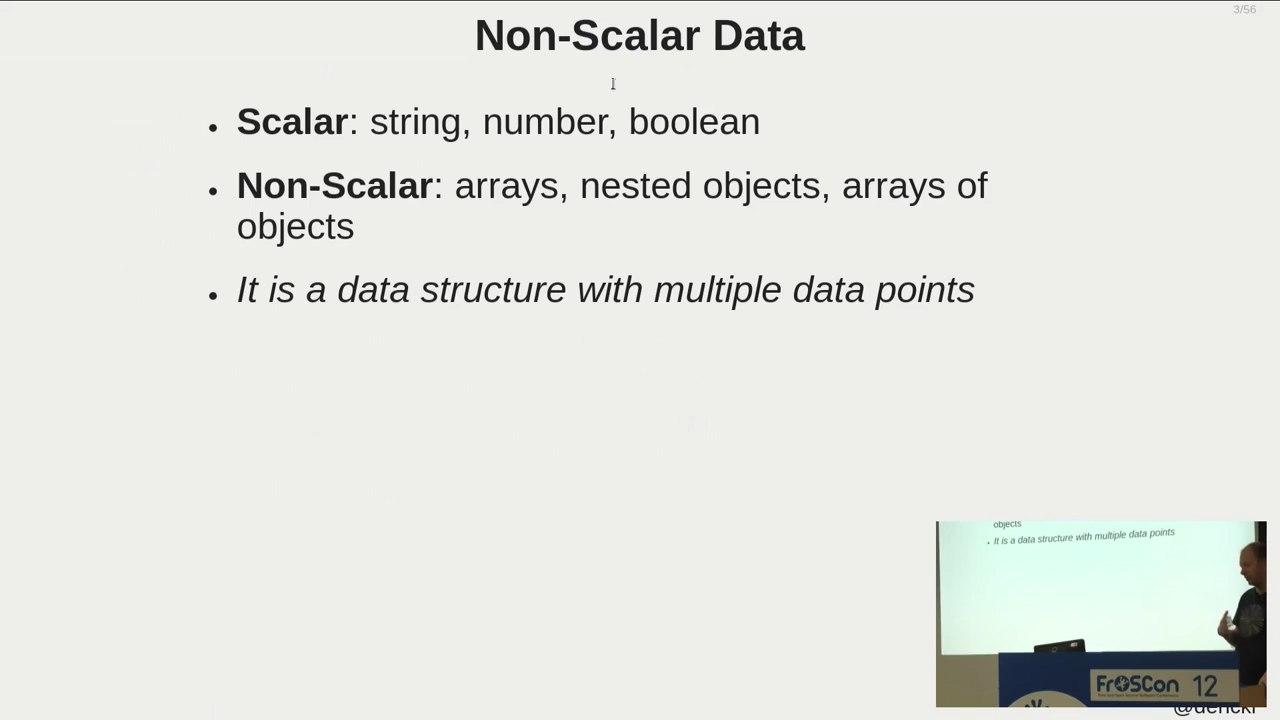 3/56
Non-Scalar Data
• Scalar: string, number, boolean
• Non-Scalar: arrays, nested objects, arrays of
objects
• It is a data structure with multiple data points
objects
• It is a data structure with multiple data points
FrOSCon 12